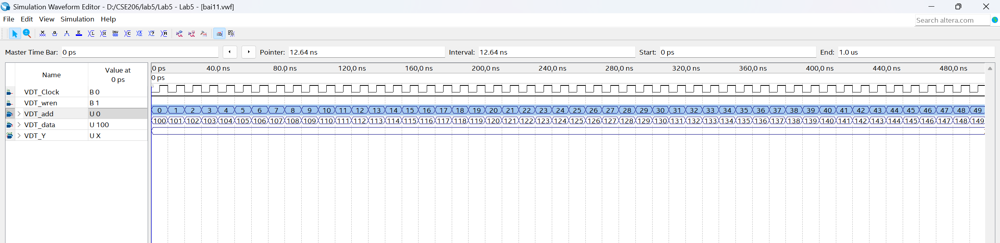 Simulation Waveform Editor - D:/CSE206/lab5/Lab5 - Lab5 - [bai11.vwf]
File Edit View Simulation Help
Search altera.com
Master Time Bar: 0 ps Pointer: 12.64 ns Interval: 12.64 ns Start: 0 ps End: 1.0 us
Name Value at 0 ps
0 ps 40.0 ns 80.0 ns 120.0 ns 160.0 ns 200.0 ns 240.0 ns 280.0 ns 320.0 ns 360.0 ns 400.0 ns 440.0 ns 480.0 ns
0 ps
in VDT_Clock B 0
in VDT_wren B 1
in VDT_add U 0 0 1 2 3 4 5 6 7 8 9 10 11 12 13 14 15 16 17 18 19 20 21 22 23 24 25 26 27 28 29 30 31 32 33 34 35 36 37 38 39 40 41 42 43 44 45 46 47 48 49
in VDT_data U 100 100 101 102 103 104 105 106 107 108 109 110 111 112 113 114 115 116 117 118 119 120 121 122 123 124 125 126 127 128 129 130 131 132 133 134 135 136 137 138 139 140 141 142 143 144 145 146 147 148 149
out VDT_Y U X